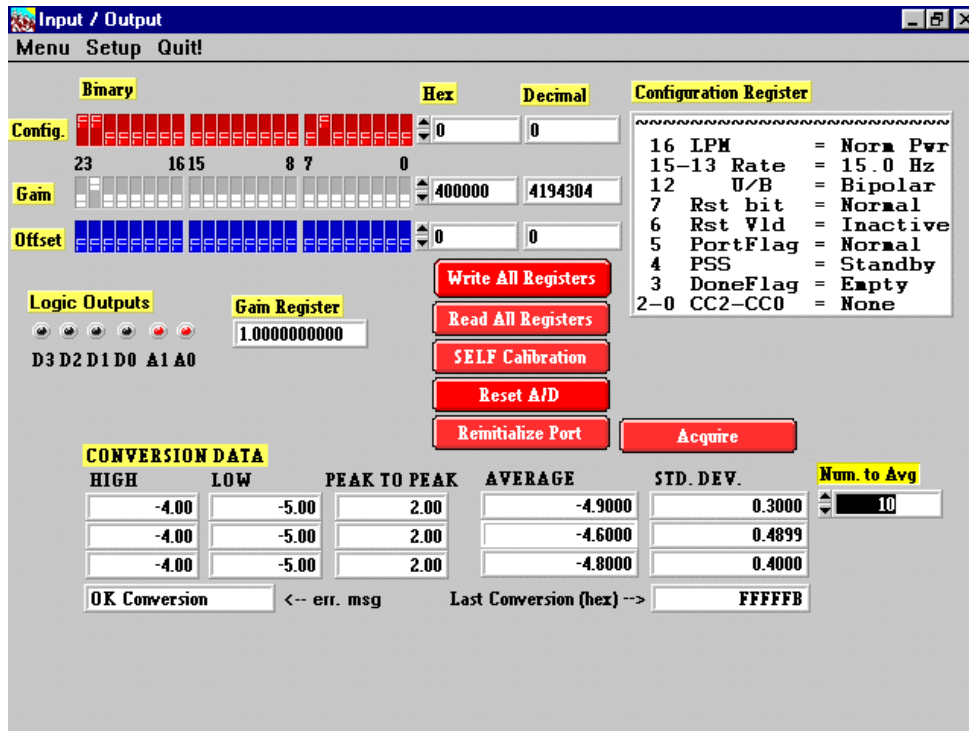 Input / Output
Menu Setup Quit!
Binary Hex Decimal Configuration Register
Config. 0 0
23 16 15 8 7 0
Gain 400000 4194304
Offset 0 0
~~~~~~~~~~~~~~~~~~~~~~~
16 LPM = Norm Pwr
15-13 Rate = 15.0 Hz
12 U/B = Bipolar
7 Rst bit = Normal
6 Rst Vld = Inactive
5 PortFlag = Normal
4 PSS = Standby
3 DoneFlag = Empty
2-0 CC2-CC0 = None
Logic Outputs
D3 D2 D1 D0 A1 A0
Gain Register
1.0000000000
Write All Registers
Read All Registers
SELF Calibration
Reset A/D
Reinitialize Port
Acquire
CONVERSION DATA
HIGH LOW PEAK TO PEAK AVERAGE STD. DEV. Num. to Avg
-4.00 -5.00 2.00 -4.9000 0.3000 10
-4.00 -5.00 2.00 -4.6000 0.4899
-4.00 -5.00 2.00 -4.8000 0.4000
OK Conversion <-- err. msg Last Conversion (hex) --> FFFFFB